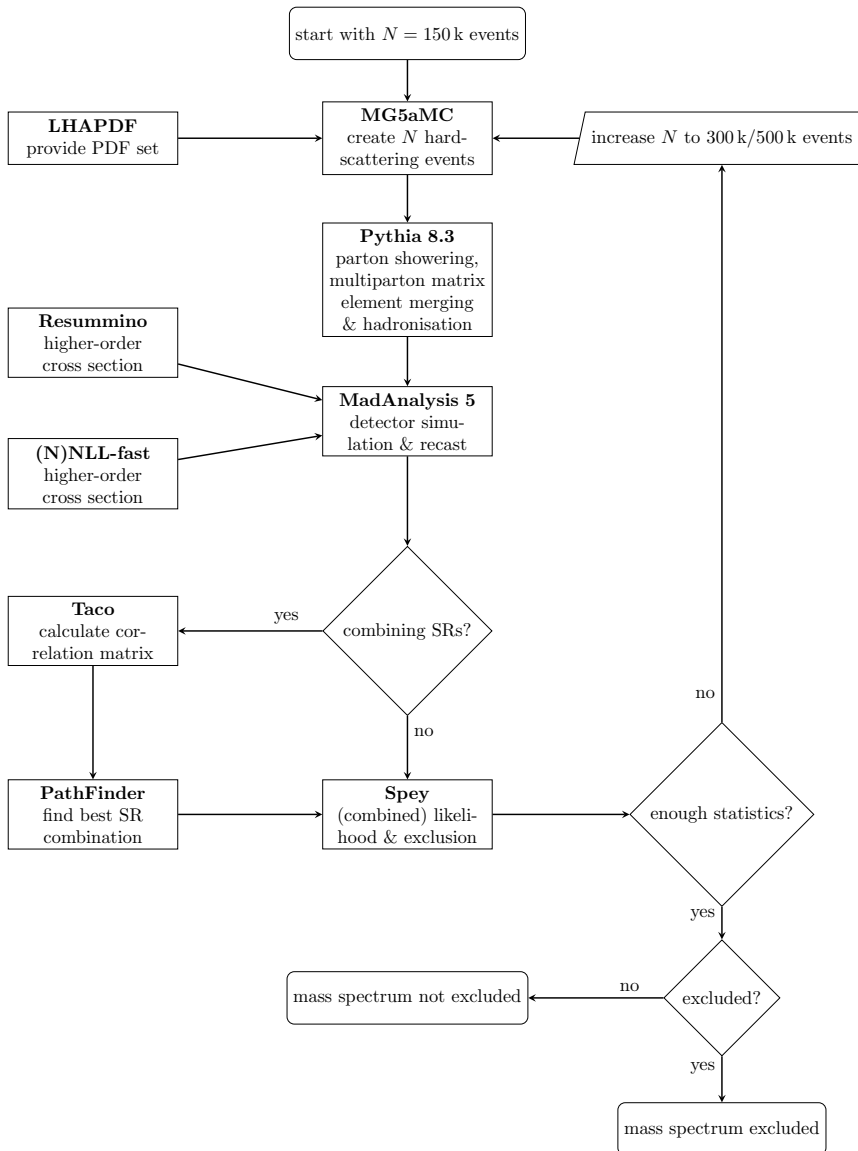 start with N = 150 k events
LHAPDF
provide PDF set
MG5aMC
create N hard-
scattering events
increase N to 300 k/500 k events
Pythia 8.3
parton showering,
multiparton matrix
element merging
& hadronisation
Resummino
higher-order
cross section
MadAnalysis 5
detector simu-
lation & recast
(N)NLL-fast
higher-order
cross section
Taco
calculate cor-
relation matrix
yes
combining SRs?
no
no
PathFinder
find best SR
combination
Spey
(combined) likeli-
hood & exclusion
enough statistics?
yes
mass spectrum not excluded
no
excluded?
yes
mass spectrum excluded